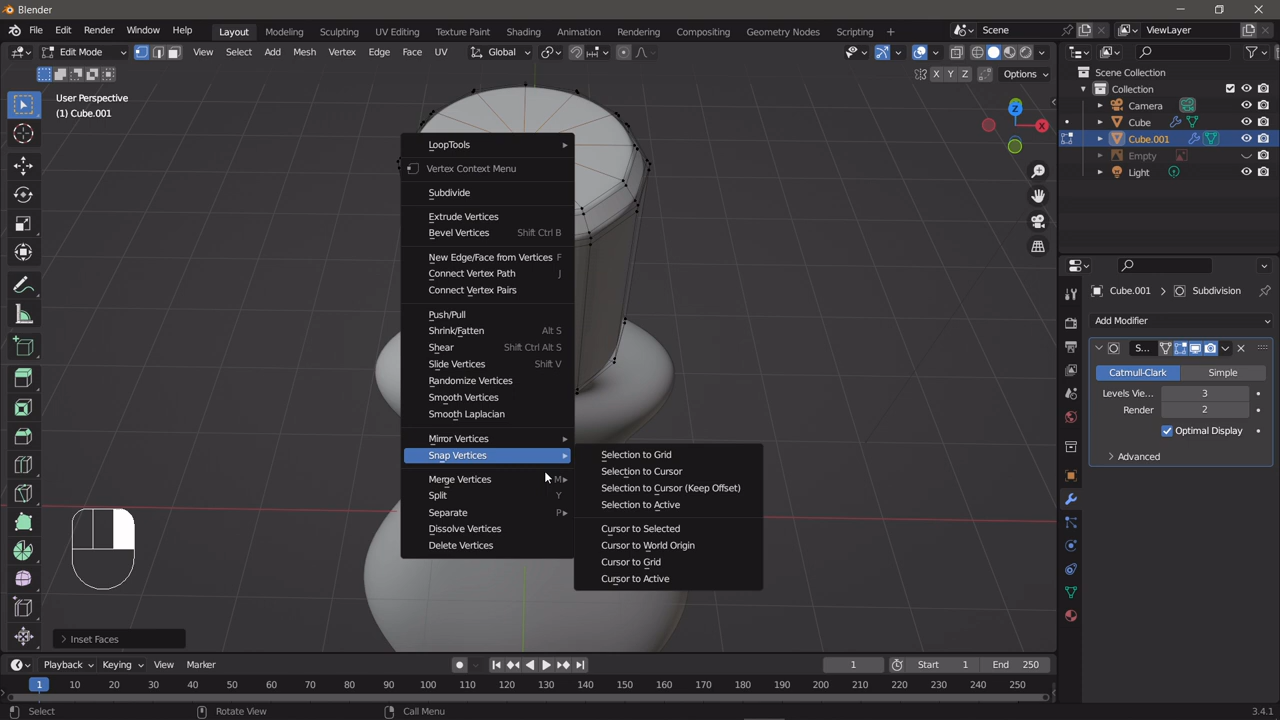 Blender
File Edit Render Window Help Layout Modeling Sculpting UV Editing Texture Paint Shading Animation Rendering Compositing Geometry Nodes Scripting + Scene ViewLayer
Edit Mode View Select Add Mesh Vertex Edge Face UV Global
X Y Z Options
User Perspective
(1) Cube.001
Z
X
LoopTools
Vertex Context Menu
Subdivide
Extrude Vertices
Bevel Vertices Shift Ctrl B
New Edge/Face from Vertices F
Connect Vertex Path J
Connect Vertex Pairs
Push/Pull
Shrink/Fatten Alt S
Shear Shift Ctrl Alt S
Slide Vertices Shift V
Randomize Vertices
Smooth Vertices
Smooth Laplacian
Mirror Vertices
Snap Vertices
Merge Vertices M
Split Y
Separate P
Dissolve Vertices
Delete Vertices
Selection to Grid
Selection to Cursor
Selection to Cursor (Keep Offset)
Selection to Active
Cursor to Selected
Cursor to World Origin
Cursor to Grid
Cursor to Active
Inset Faces
Scene Collection
Collection
Camera
Cube
Cube.001
Empty
Light
Cube.001 Subdivision
Add Modifier
S...
Catmull-Clark Simple
Levels Vie... 3
Render 2
Optimal Display
Advanced
Playback Keying View Marker 1 Start 1 End 250
1 10 20 30 40 50 60 70 80 90 100 110 120 130 140 150 160 170 180 190 200 210 220 230 240 250
Select Rotate View Call Menu 3.4.1